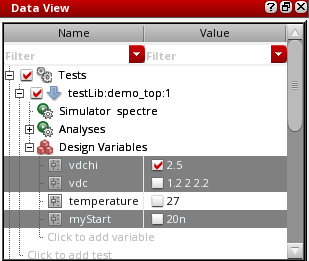 Data View
Name Value
Filter Filter
Tests
testLib:demo_top:1
Simulator spectre
Analyses
Design Variables
vdchi 2.5
vdc 1.2 2 2.2
temperature 27
myStart 20n
Click to add variable
Click to add test